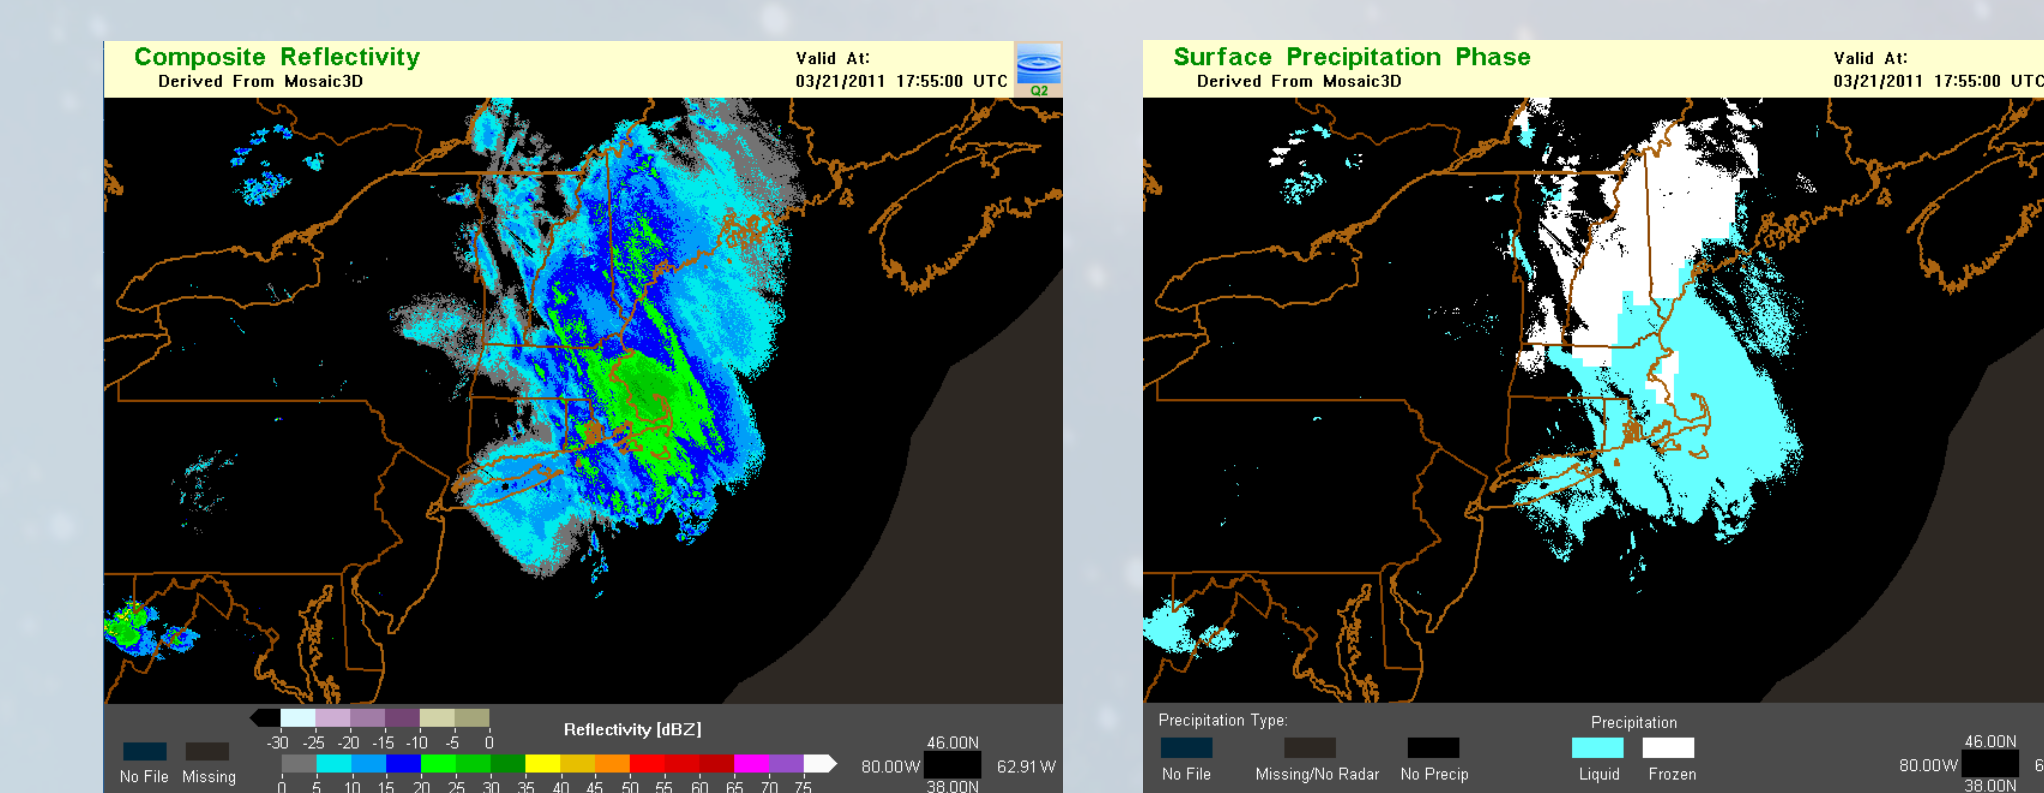 Composite Reflectivity
Derived From Mosaic3D
Valid At:
03/21/2011 17:55:00 UTC
Q2
-30 -25 -20 -15 -10 -5 0
Reflectivity [dBZ]
No File Missing
0 5 10 15 20 25 30 35 40 45 50 55 60 65 70 75
46.00N
80.00W 62.91W
38.00N
Surface Precipitation Phase
Derived From Mosaic3D
Valid At:
03/21/2011 17:55:00 UTC
Precipitation Type:
No File Missing/No Radar No Precip
Precipitation
Liquid Frozen
46.00N
80.00W 6
38.00N